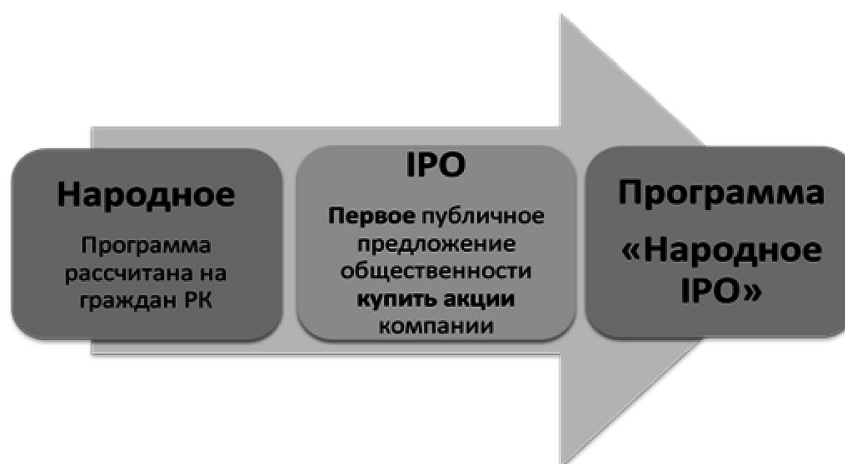 Народное
Программа
рассчитана на
граждан РК
IPO
Первое публичное
предложение
общественности
купить акции
компании
Программа
«Народное
IPO»